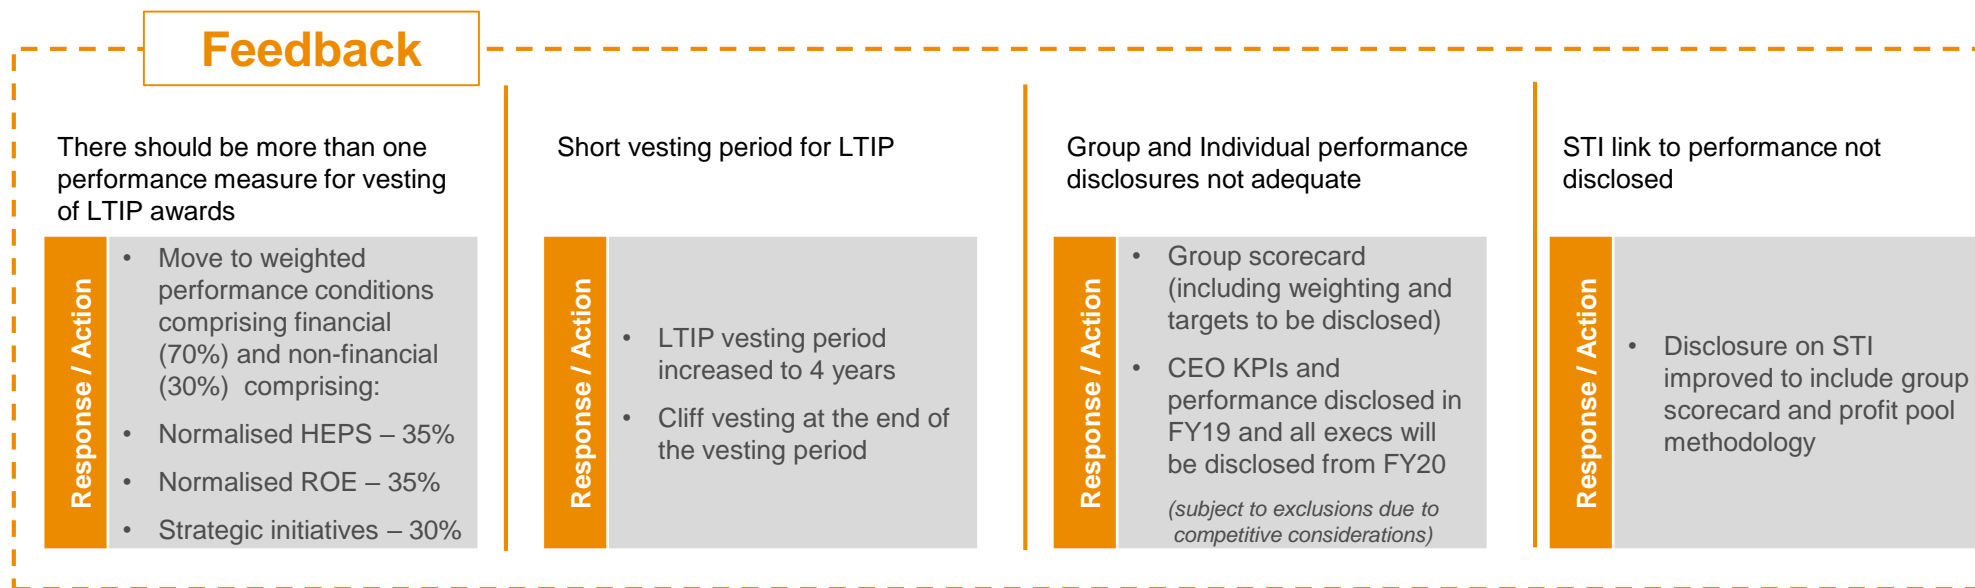 Feedback
There should be more than one
performance measure for vesting
of LTIP awards
Response / Action
• Move to weighted
performance conditions
comprising financial
(70%) and non-financial
(30%)  comprising:
• Normalised HEPS – 35%
• Normalised ROE – 35%
• Strategic initiatives – 30%
Short vesting period for LTIP
Response / Action
• LTIP vesting period
increased to 4 years
• Cliff vesting at the end of
the vesting period
Group and Individual performance
disclosures not adequate
Response / Action
• Group scorecard
(including weighting and
targets to be disclosed)
• CEO KPIs and
performance disclosed in
FY19 and all execs will
be disclosed from FY20
(subject to exclusions due to
competitive considerations)
STI link to performance not
disclosed
Response / Action
• Disclosure on STI
improved to include group
scorecard and profit pool
methodology